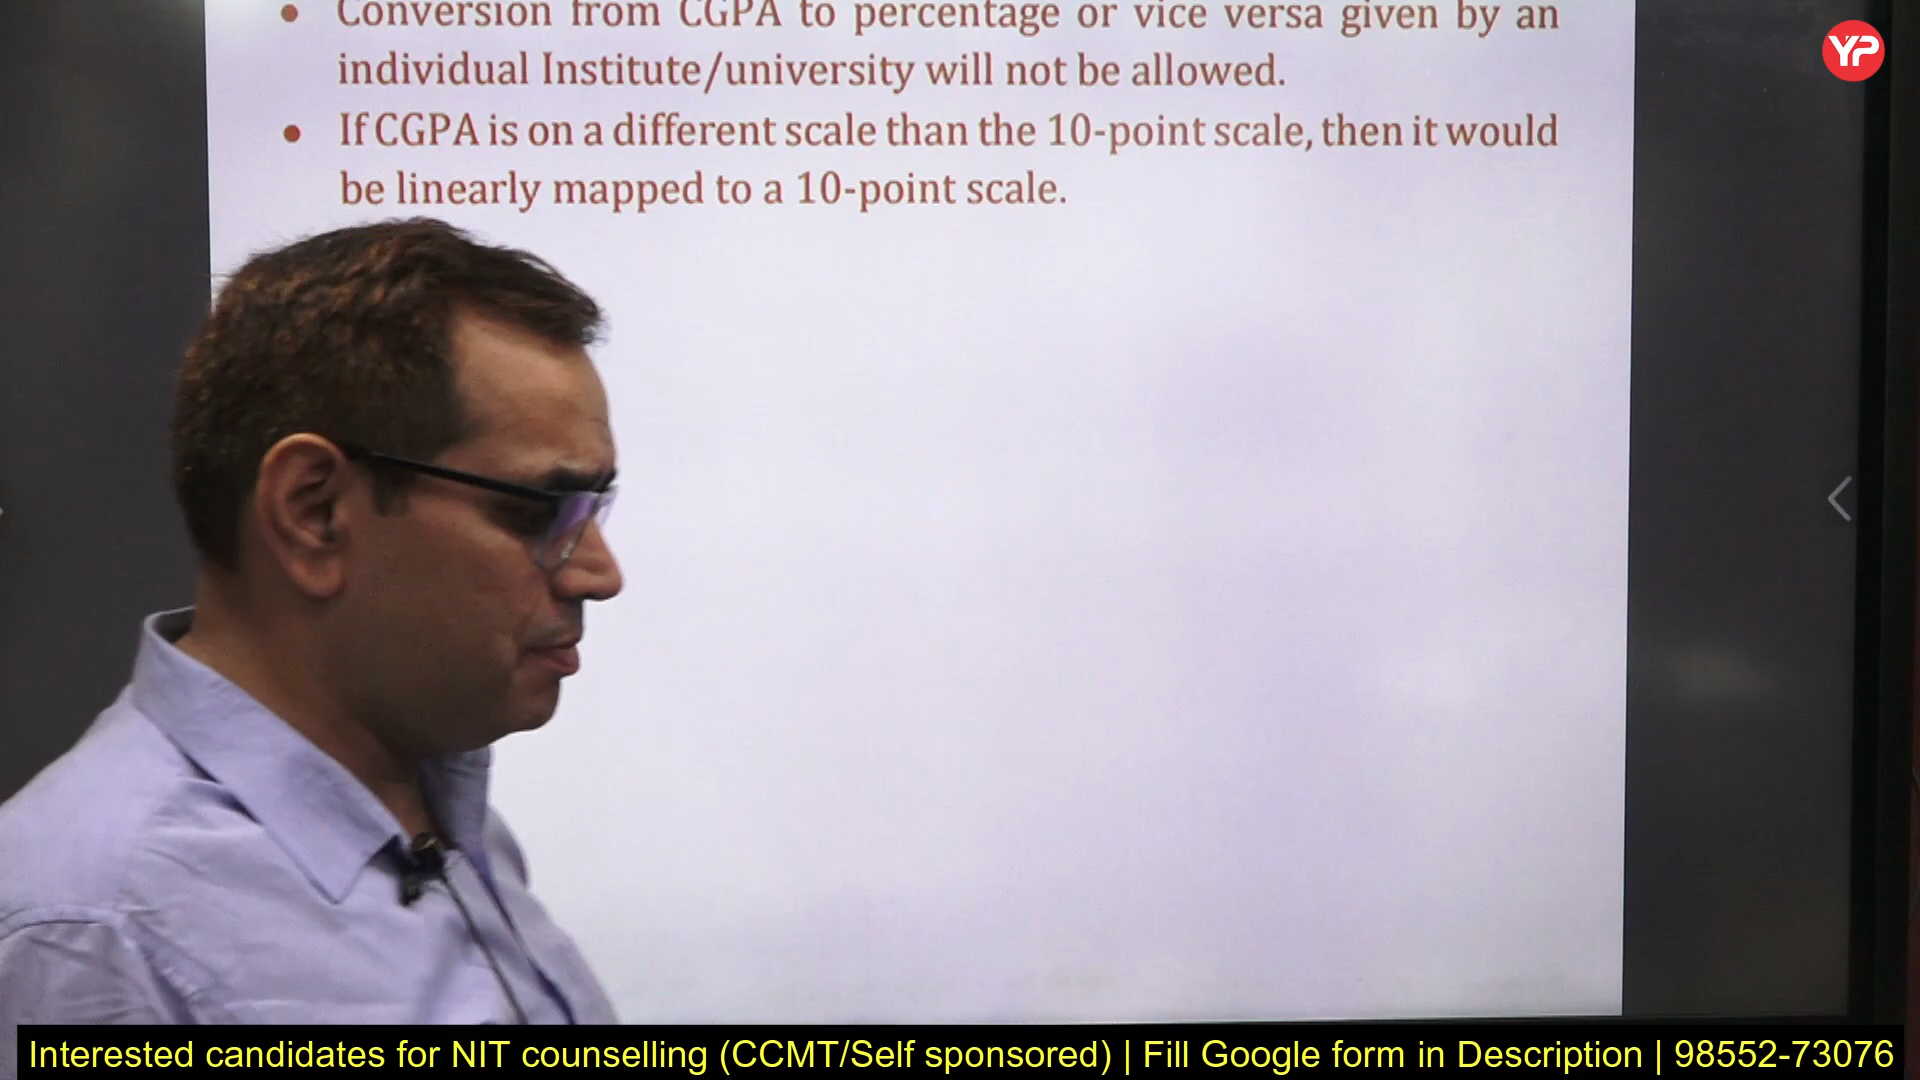 • Conversion from CGPA to percentage or vice versa given by an
individual Institute/university will not be allowed.
• If CGPA is on a different scale than the 10-point scale, then it would
be linearly mapped to a 10-point scale.
YP
Interested candidates for NIT counselling (CCMT/Self sponsored) | Fill Google form in Description | 98552-73076